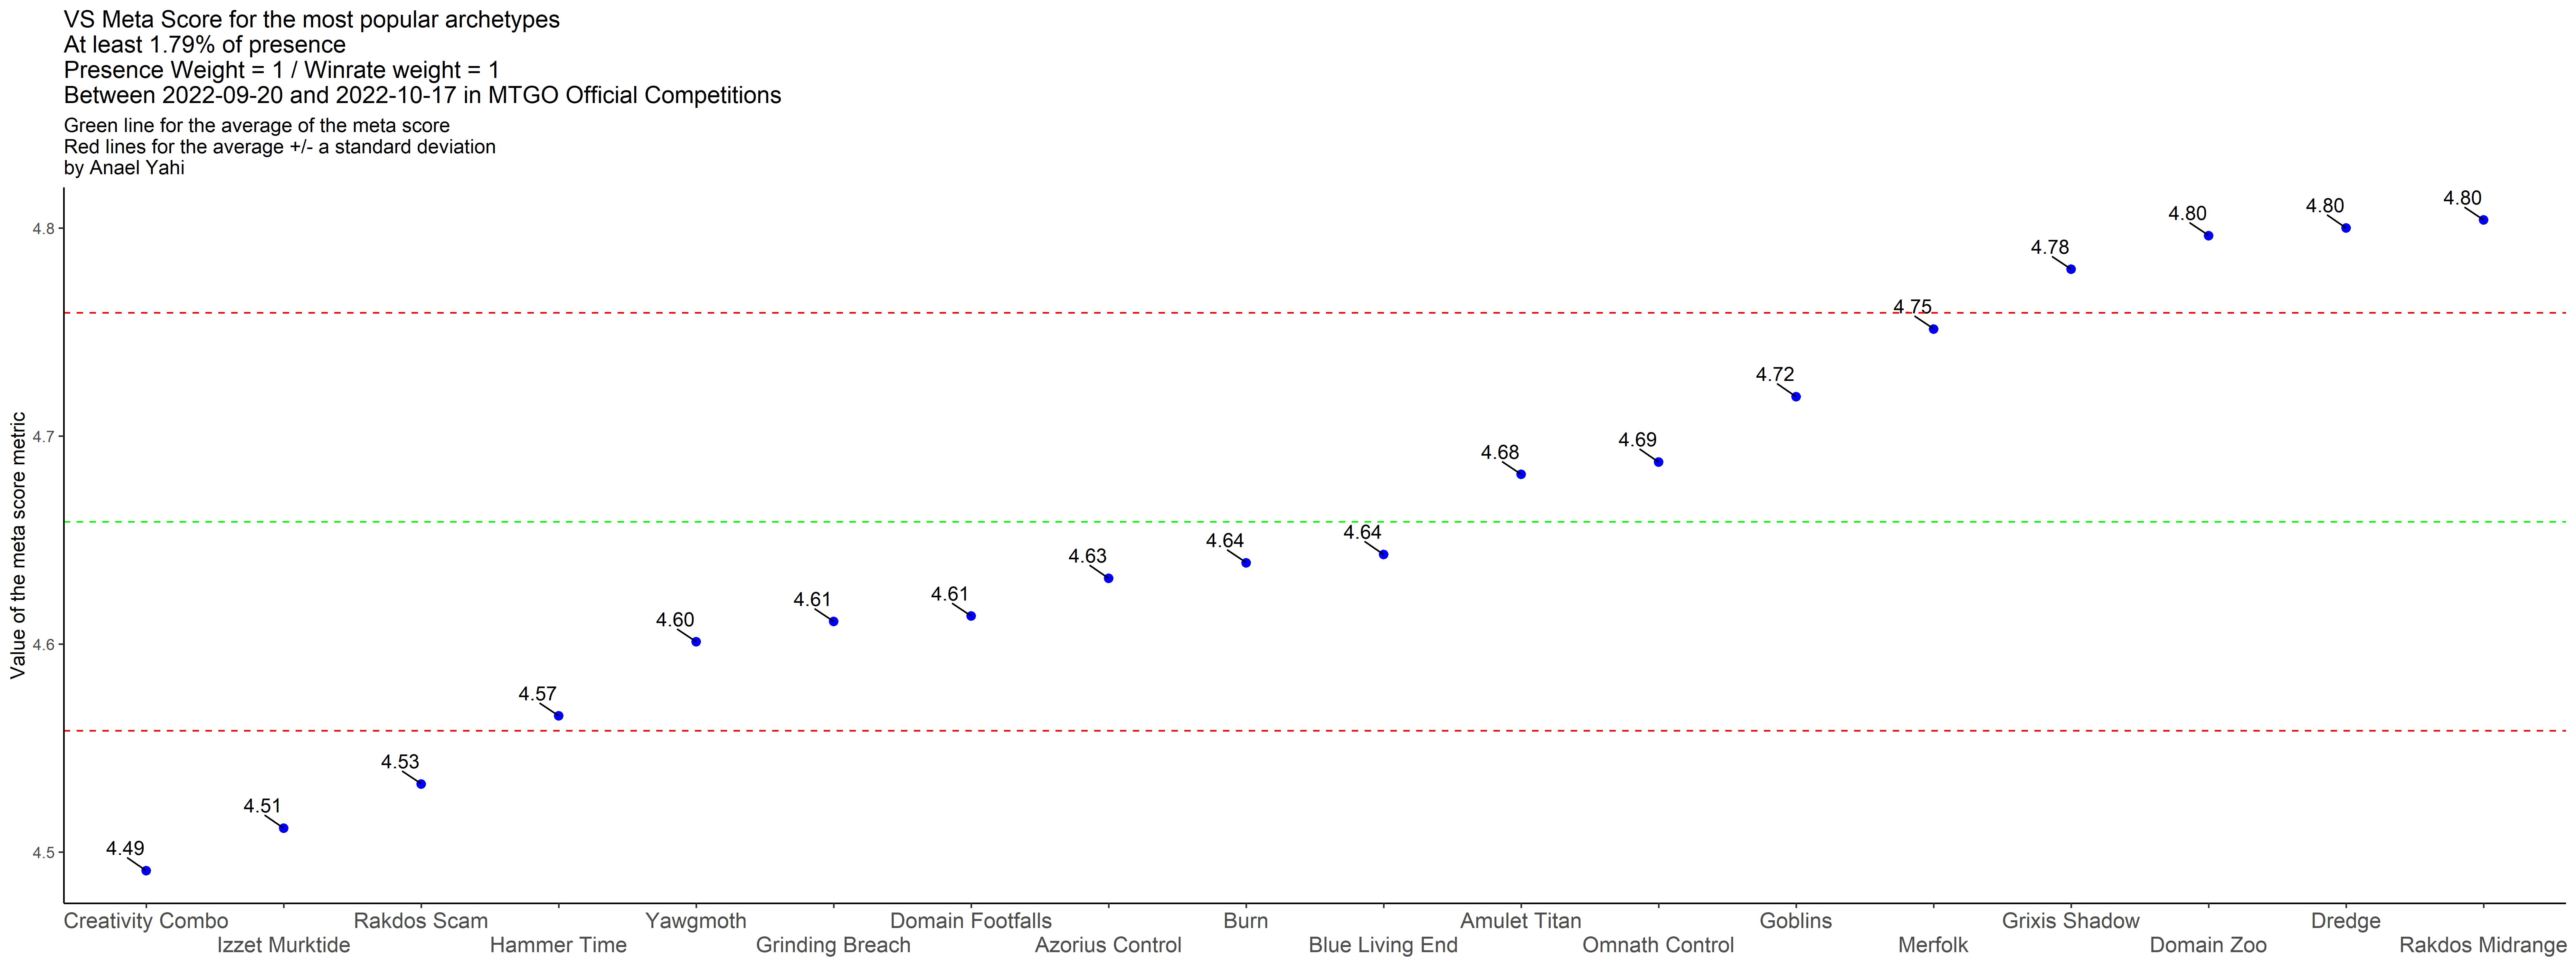 VS Meta Score for the most popular archetypes
At least 1.79% of presence
Presence Weight = 1 / Winrate weight = 1
Between 2022-09-20 and 2022-10-17 in MTGO Official Competitions
Green line for the average of the meta score
Red lines for the average +/- a standard deviation
by Anael Yahi
Value of the meta score metric
4.8
4.7
4.6
4.5
4.49
4.51
4.53
4.57
4.60
4.61
4.61
4.63
4.64
4.64
4.68
4.69
4.72
4.75
4.78
4.80
4.80
4.80
Creativity Combo
Izzet Murktide
Rakdos Scam
Hammer Time
Yawgmoth
Grinding Breach
Domain Footfalls
Azorius Control
Burn
Blue Living End
Amulet Titan
Omnath Control
Goblins
Merfolk
Grixis Shadow
Domain Zoo
Dredge
Rakdos Midrange